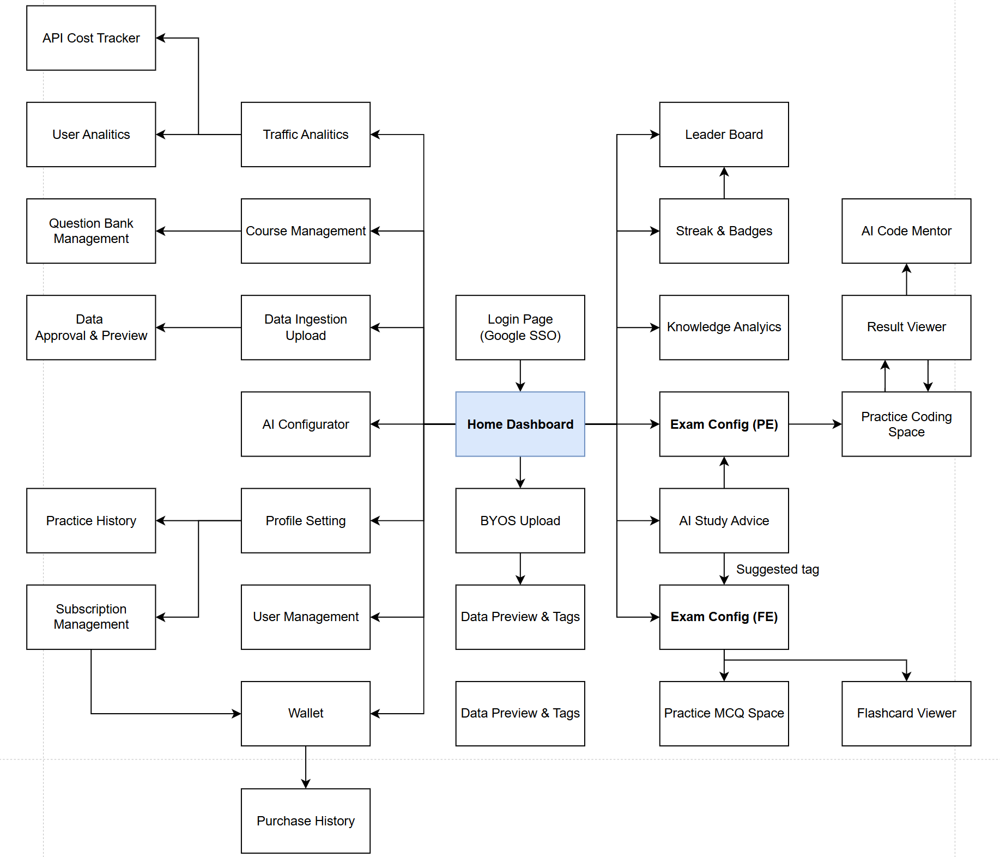 API Cost Tracker
User Analitics
Traffic Analitics
Leader Board
Question Bank
Management
Course Management
Streak & Badges
AI Code Mentor
Data
Approval & Preview
Data Ingestion
Upload
Login Page
(Google SSO)
Knowledge Analyics
Result Viewer
AI Configurator
Home Dashboard
Exam Config (PE)
Practice Coding
Space
Practice History
Profile Setting
BYOS Upload
AI Study Advice
Suggested tag
Subscription
Management
User Management
Data Preview & Tags
Exam Config (FE)
Wallet
Data Preview & Tags
Practice MCQ Space
Flashcard Viewer
Purchase History